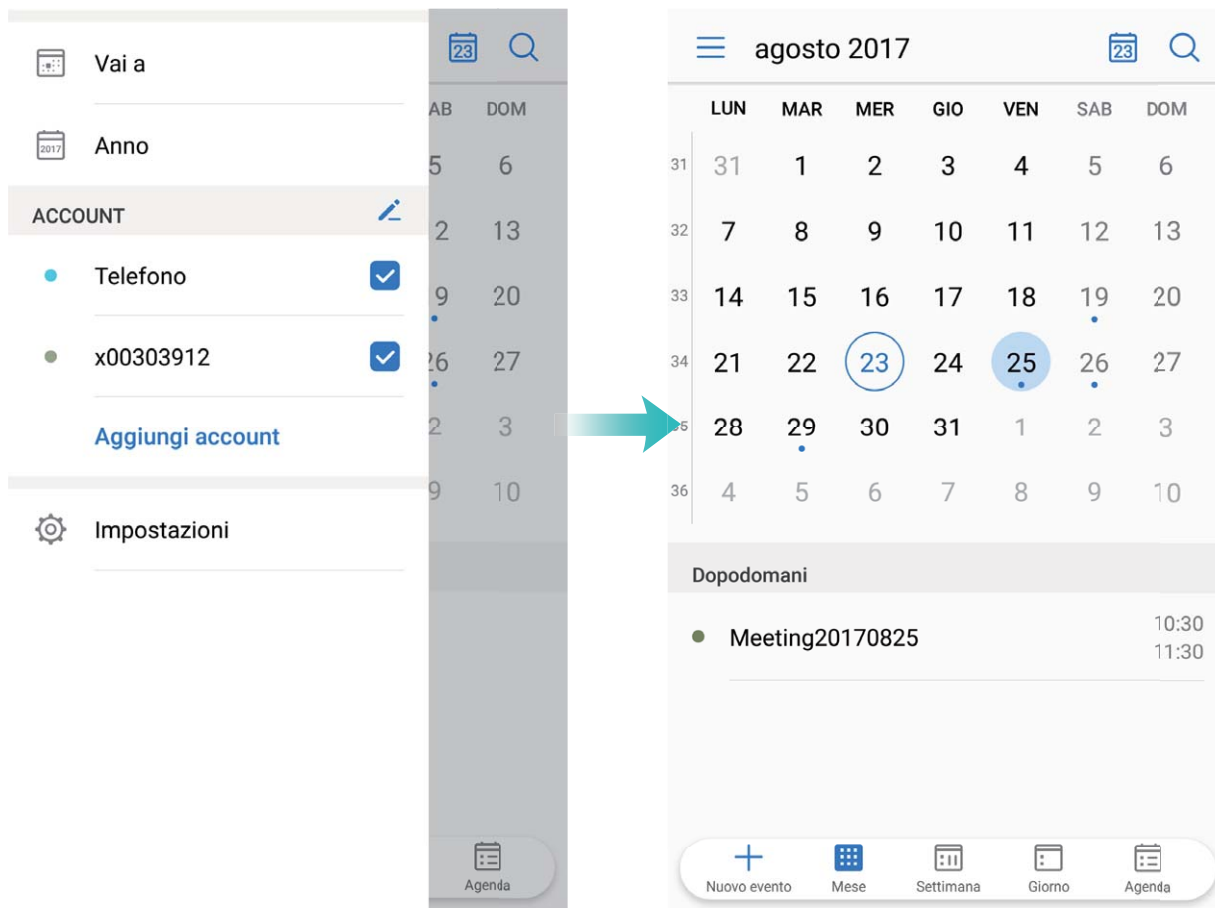 Vai a
2017
Anno
ACCOUNT
Telefono
x00303912
Aggiungi account
Impostazioni
23
AB DOM
5 6
2 13
9 20
26 27
2 3
9 10
Agenda
agosto 2017
23
LUN MAR MER GIO VEN SAB DOM
31 31 1 2 3 4 5 6
32 7 8 9 10 11 12 13
33 14 15 16 17 18 19 20
34 21 22 23 24 25 26 27
35 28 29 30 31 1 2 3
36 4 5 6 7 8 9 10
Dopodomani
Meeting20170825
10:30
11:30
Nuovo evento Mese Settimana Giorno Agenda